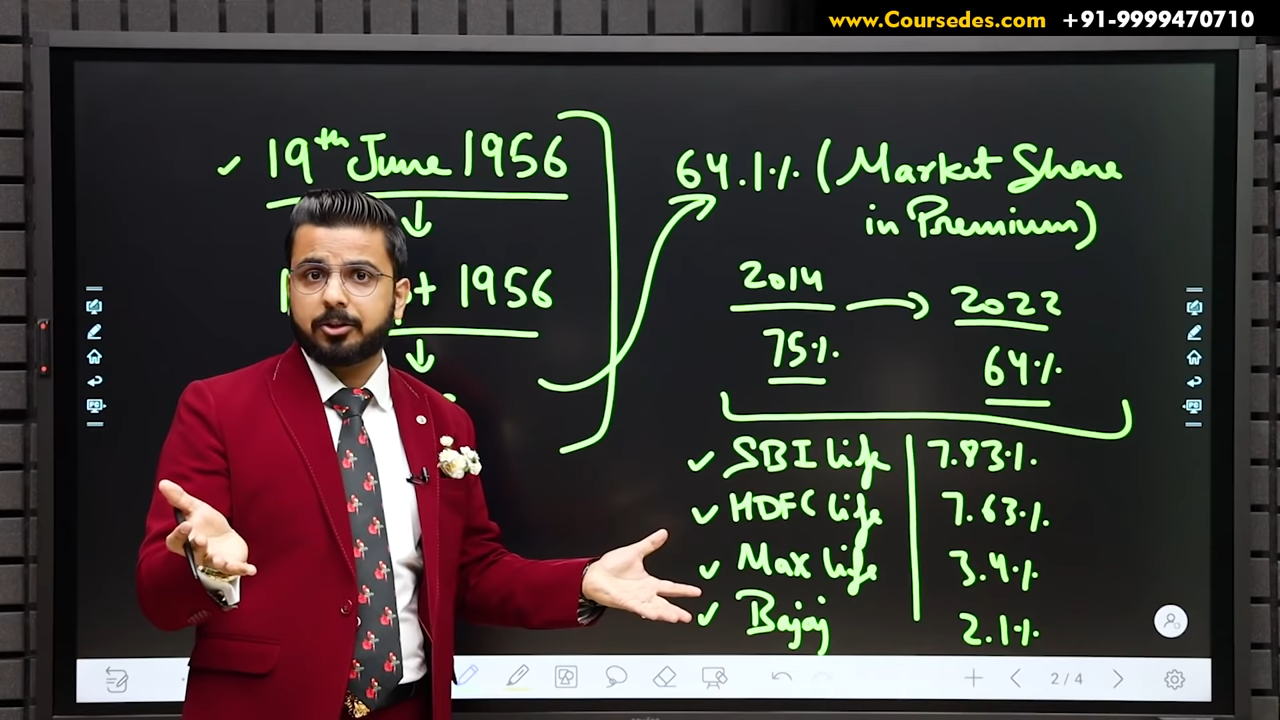 www.Coursedes.com +91-9999470710
19th June 1956
1956
64.1% (Market Share
in Premium)
2014
75%
2022
64%
SBI Life 7.83%
HDFC Life 7.63%
Max Life 3.4%
Bajaj 2.1%
2/4